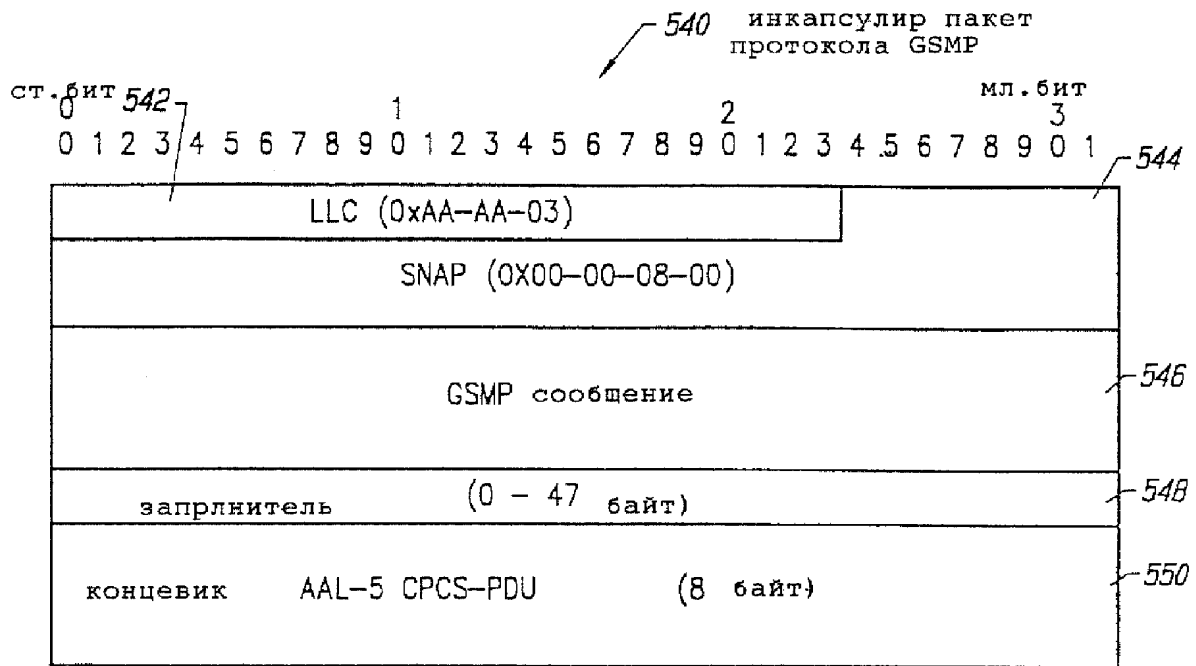 540 инкапсулир пакет
протокола GSMP
ст.бит 542 мл.бит
0 1 2 3
0 1 2 3 4 5 6 7 8 9 0 1 2 3 4 5 6 7 8 9 0 1 2 3 4 .5 6 7 8 9 0 1
544
LLC (0xAA-AA-03)
SNAP (0X00-00-08-00)
GSMP сообщение
546
запрлнитель (0 - 47 байт)
548
концевик AAL-5 CPCS-PDU (8 байт)
550